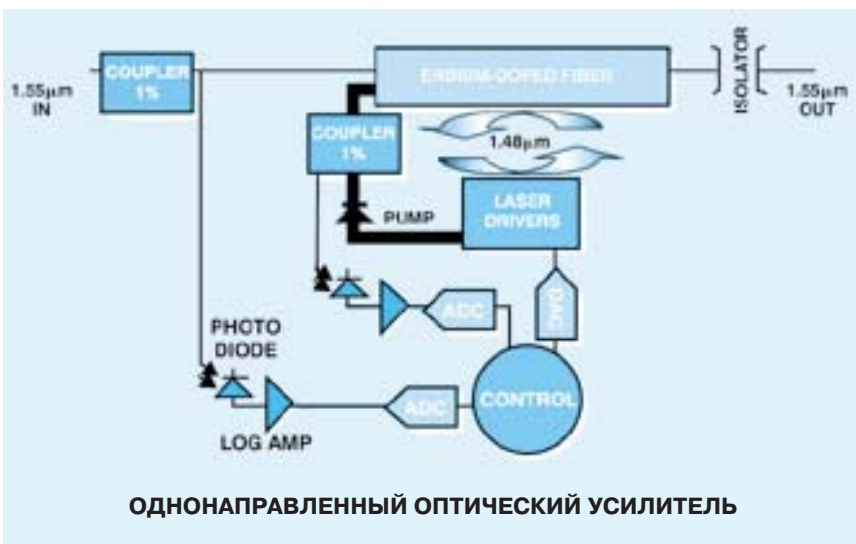 COUPLER
1%
1.55µm
IN
ERBIUM-DOPED FIBER
ISOLATOR
1.55µm
OUT
COUPLER
1%
1.48µm
PUMP
LASER
DRIVERS
ADC
DAC
PHOTO
DIODE
LOG AMP
ADC
CONTROL
ОДНОНАПРАВЛЕННЫЙ ОПТИЧЕСКИЙ УСИЛИТЕЛЬ